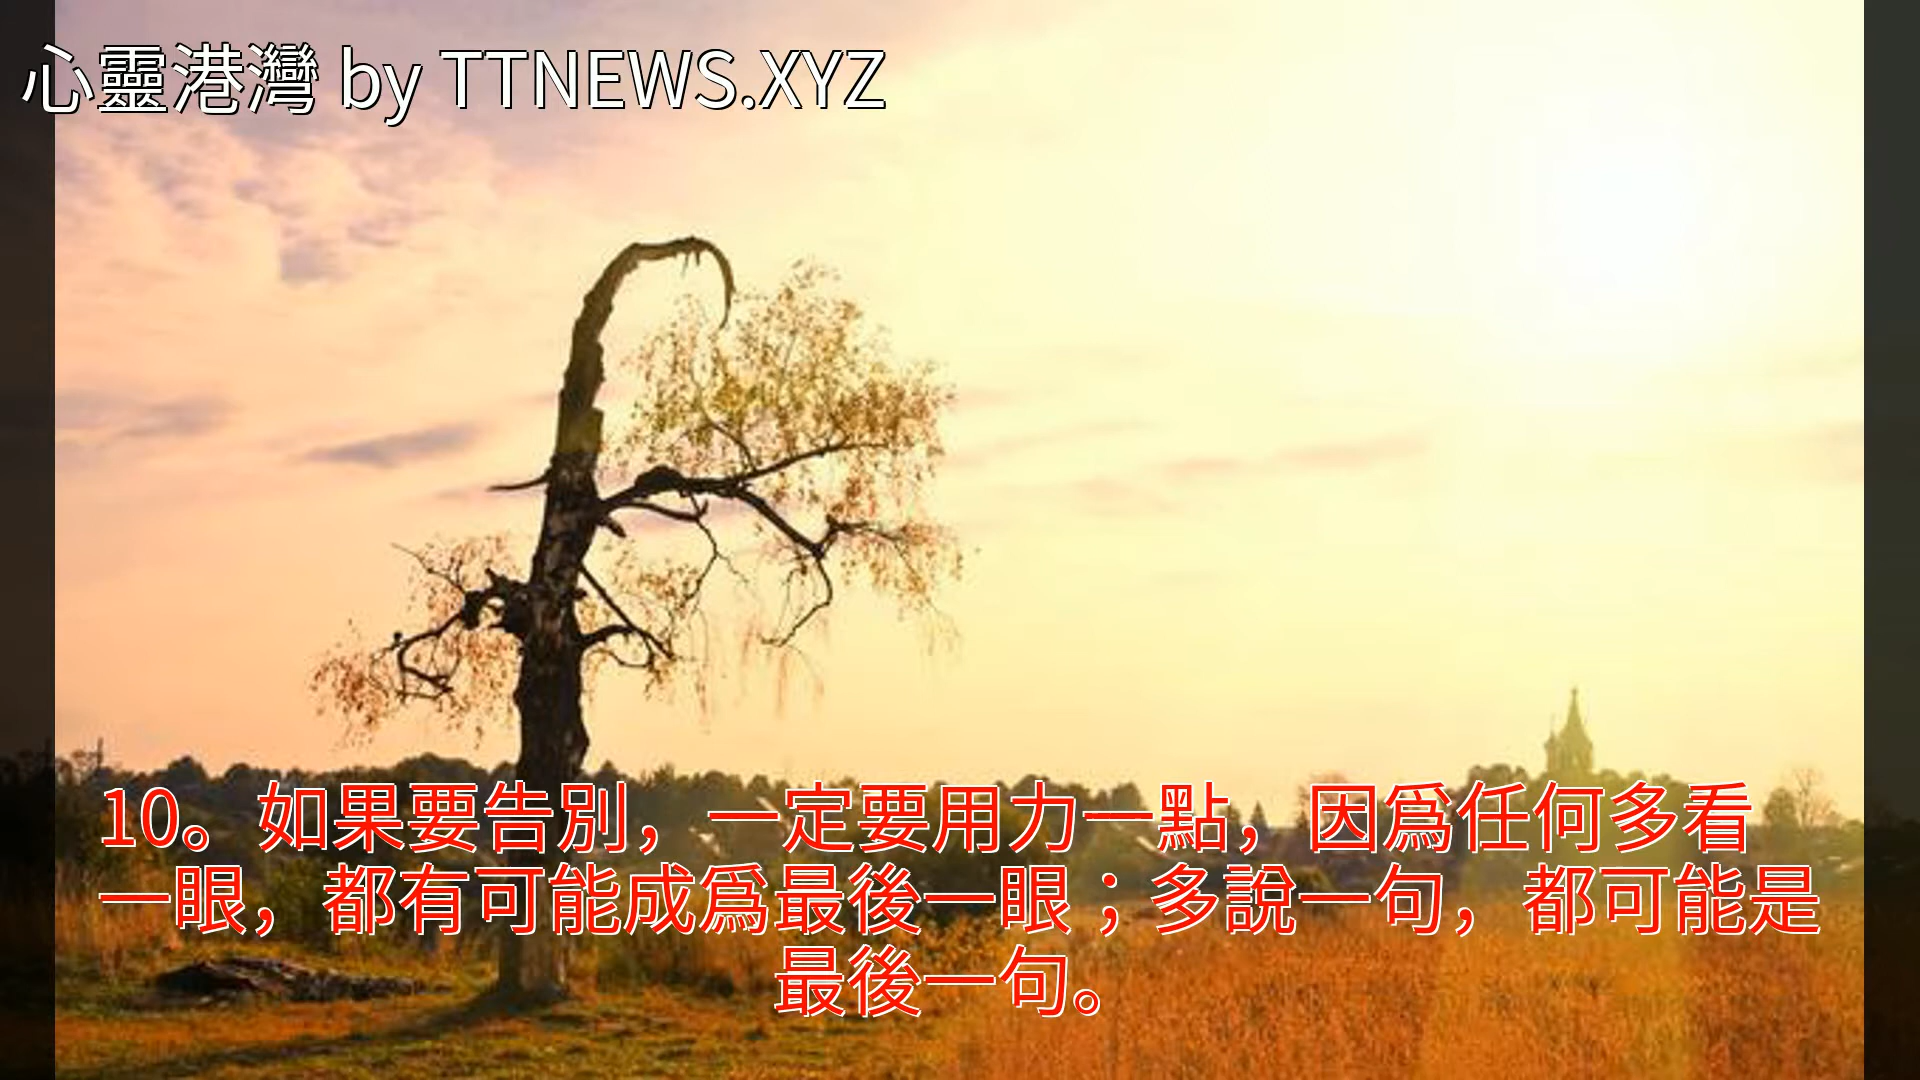 心靈港灣 by TTNEWS.XYZ
10。如果要告別，一定要用力一點，因爲任何多看
一眼，都有可能成爲最後一眼；多說一句，都可能是
最後一句。